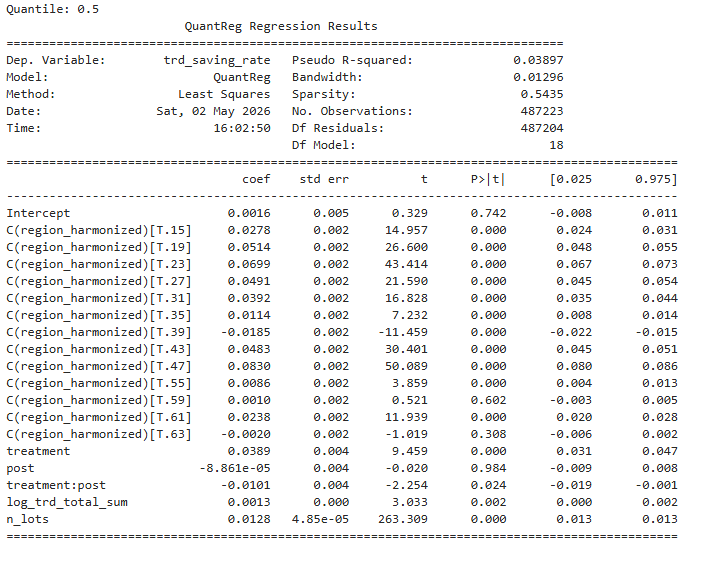 Quantile: 0.5
QuantReg Regression Results
==============================================================================
Dep. Variable: trd_saving_rate Pseudo R-squared: 0.03897
Model: QuantReg Bandwidth: 0.01296
Method: Least Squares Sparsity: 0.5435
Date: Sat, 02 May 2026 No. Observations: 487223
Time: 16:02:50 Df Residuals: 487204
Df Model: 18
==============================================================================================
coef std err t P>|t| [0.025 0.975]
----------------------------------------------------------------------------------------------
Intercept 0.0016 0.005 0.329 0.742 -0.008 0.011
C(region_harmonized)[T.15] 0.0278 0.002 14.957 0.000 0.024 0.031
C(region_harmonized)[T.19] 0.0514 0.002 26.600 0.000 0.048 0.055
C(region_harmonized)[T.23] 0.0699 0.002 43.414 0.000 0.067 0.073
C(region_harmonized)[T.27] 0.0491 0.002 21.590 0.000 0.045 0.054
C(region_harmonized)[T.31] 0.0392 0.002 16.828 0.000 0.035 0.044
C(region_harmonized)[T.35] 0.0114 0.002 7.232 0.000 0.008 0.014
C(region_harmonized)[T.39] -0.0185 0.002 -11.459 0.000 -0.022 -0.015
C(region_harmonized)[T.43] 0.0483 0.002 30.401 0.000 0.045 0.051
C(region_harmonized)[T.47] 0.0830 0.002 50.089 0.000 0.080 0.086
C(region_harmonized)[T.55] 0.0086 0.002 3.859 0.000 0.004 0.013
C(region_harmonized)[T.59] 0.0010 0.002 0.521 0.602 -0.003 0.005
C(region_harmonized)[T.61] 0.0238 0.002 11.939 0.000 0.020 0.028
C(region_harmonized)[T.63] -0.0020 0.002 -1.019 0.308 -0.006 0.002
treatment 0.0389 0.004 9.459 0.000 0.031 0.047
post -8.861e-05 0.004 -0.020 0.984 -0.009 0.008
treatment:post -0.0101 0.004 -2.254 0.024 -0.019 -0.001
log_trd_total_sum 0.0013 0.000 3.033 0.002 0.000 0.002
n_lots 0.0128 4.85e-05 263.309 0.000 0.013 0.013
==============================================================================================